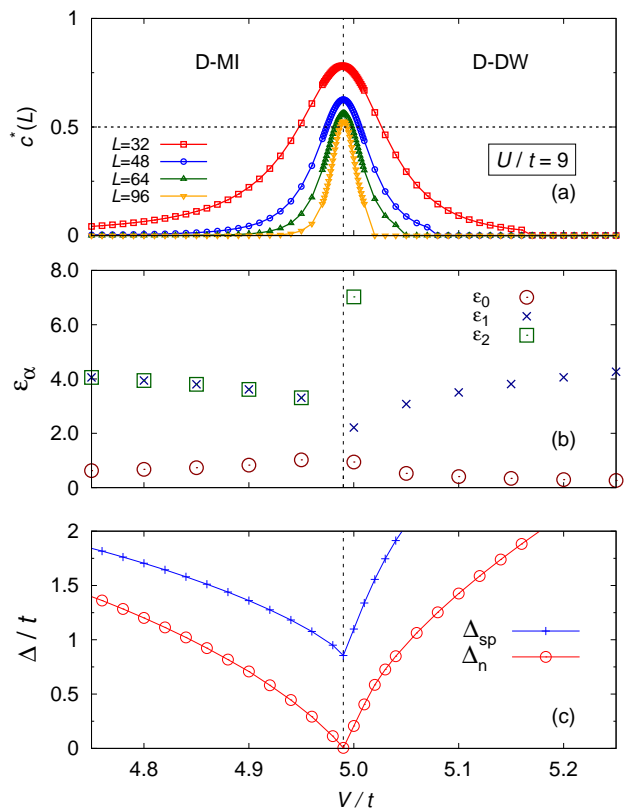 1
D-MI
D-DW
c*(L)
0.5
L=32
L=48
L=64
L=96
U / t = 9
(a)
0
8.0
ε0
ε1
ε2
6.0
εα
4.0
2.0
(b)
0
2
1.5
Δ / t
1
Δsp
Δn
0.5
(c)
0
4.8
4.9
5.0
5.1
5.2
V / t